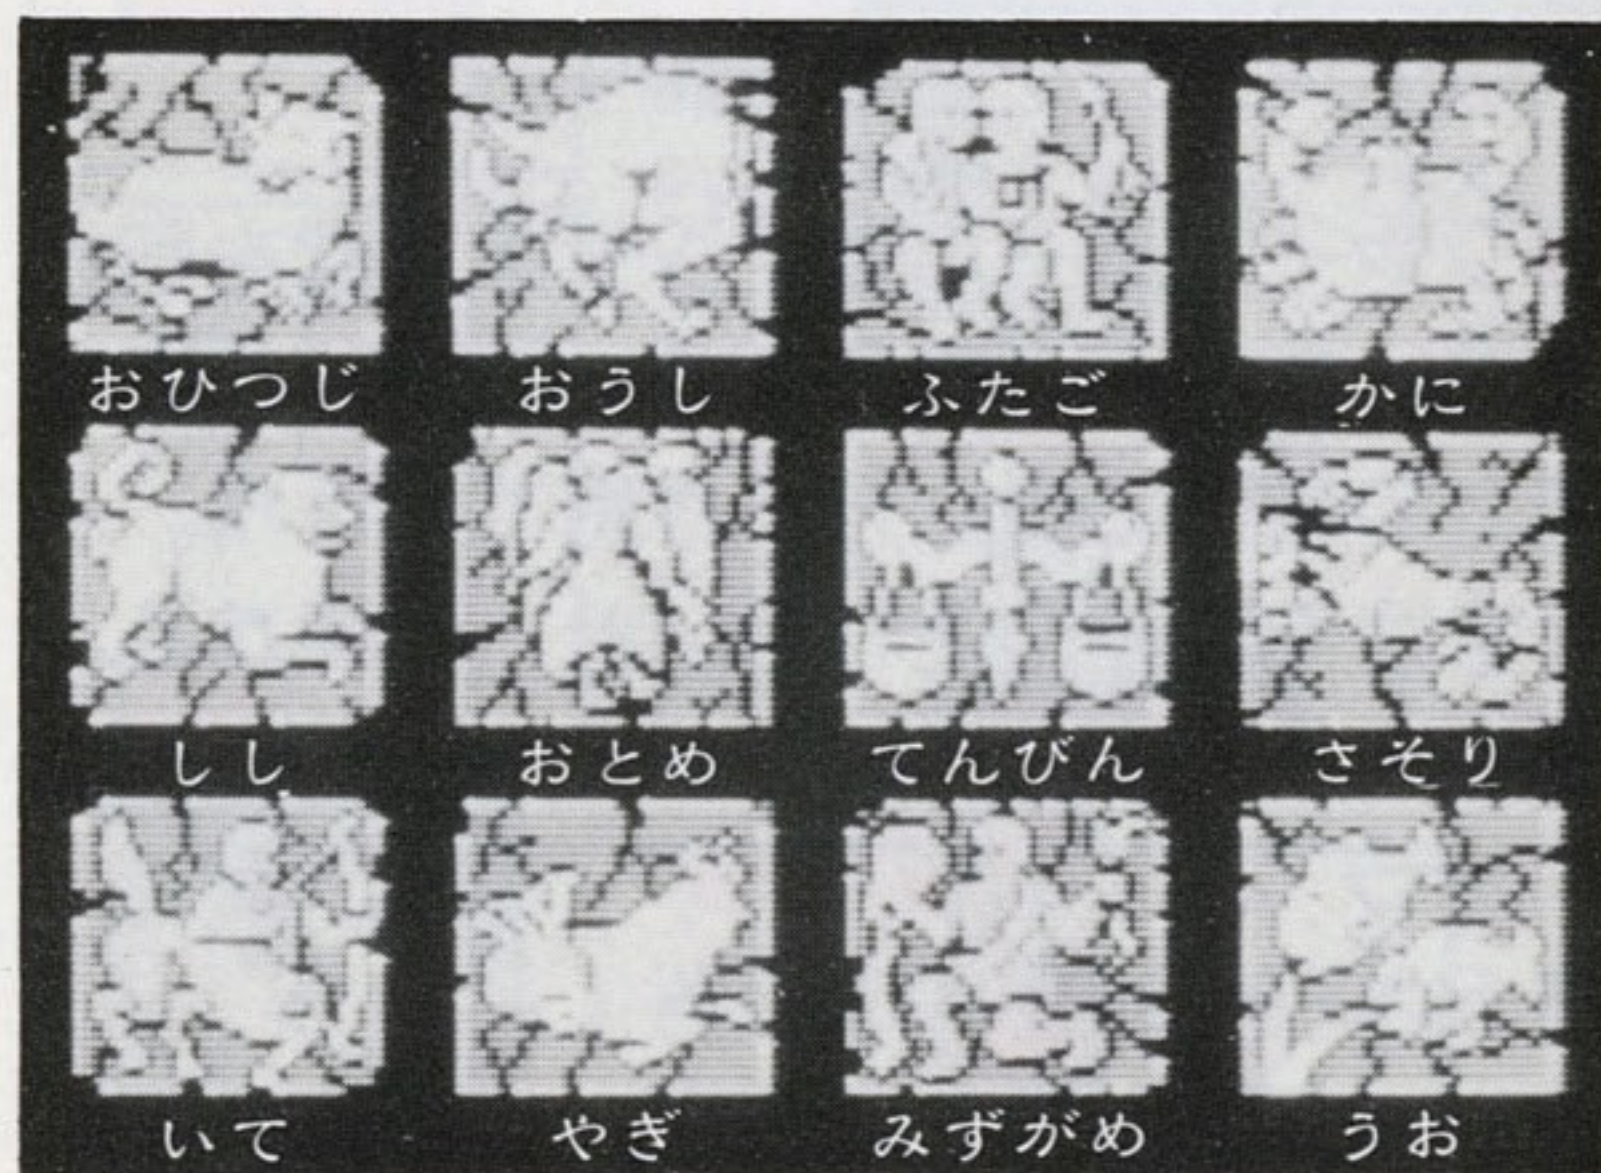 おひつじ おうし ふたご かに
しし おとめ てんびん さそり
いて やぎ みずがめ うお